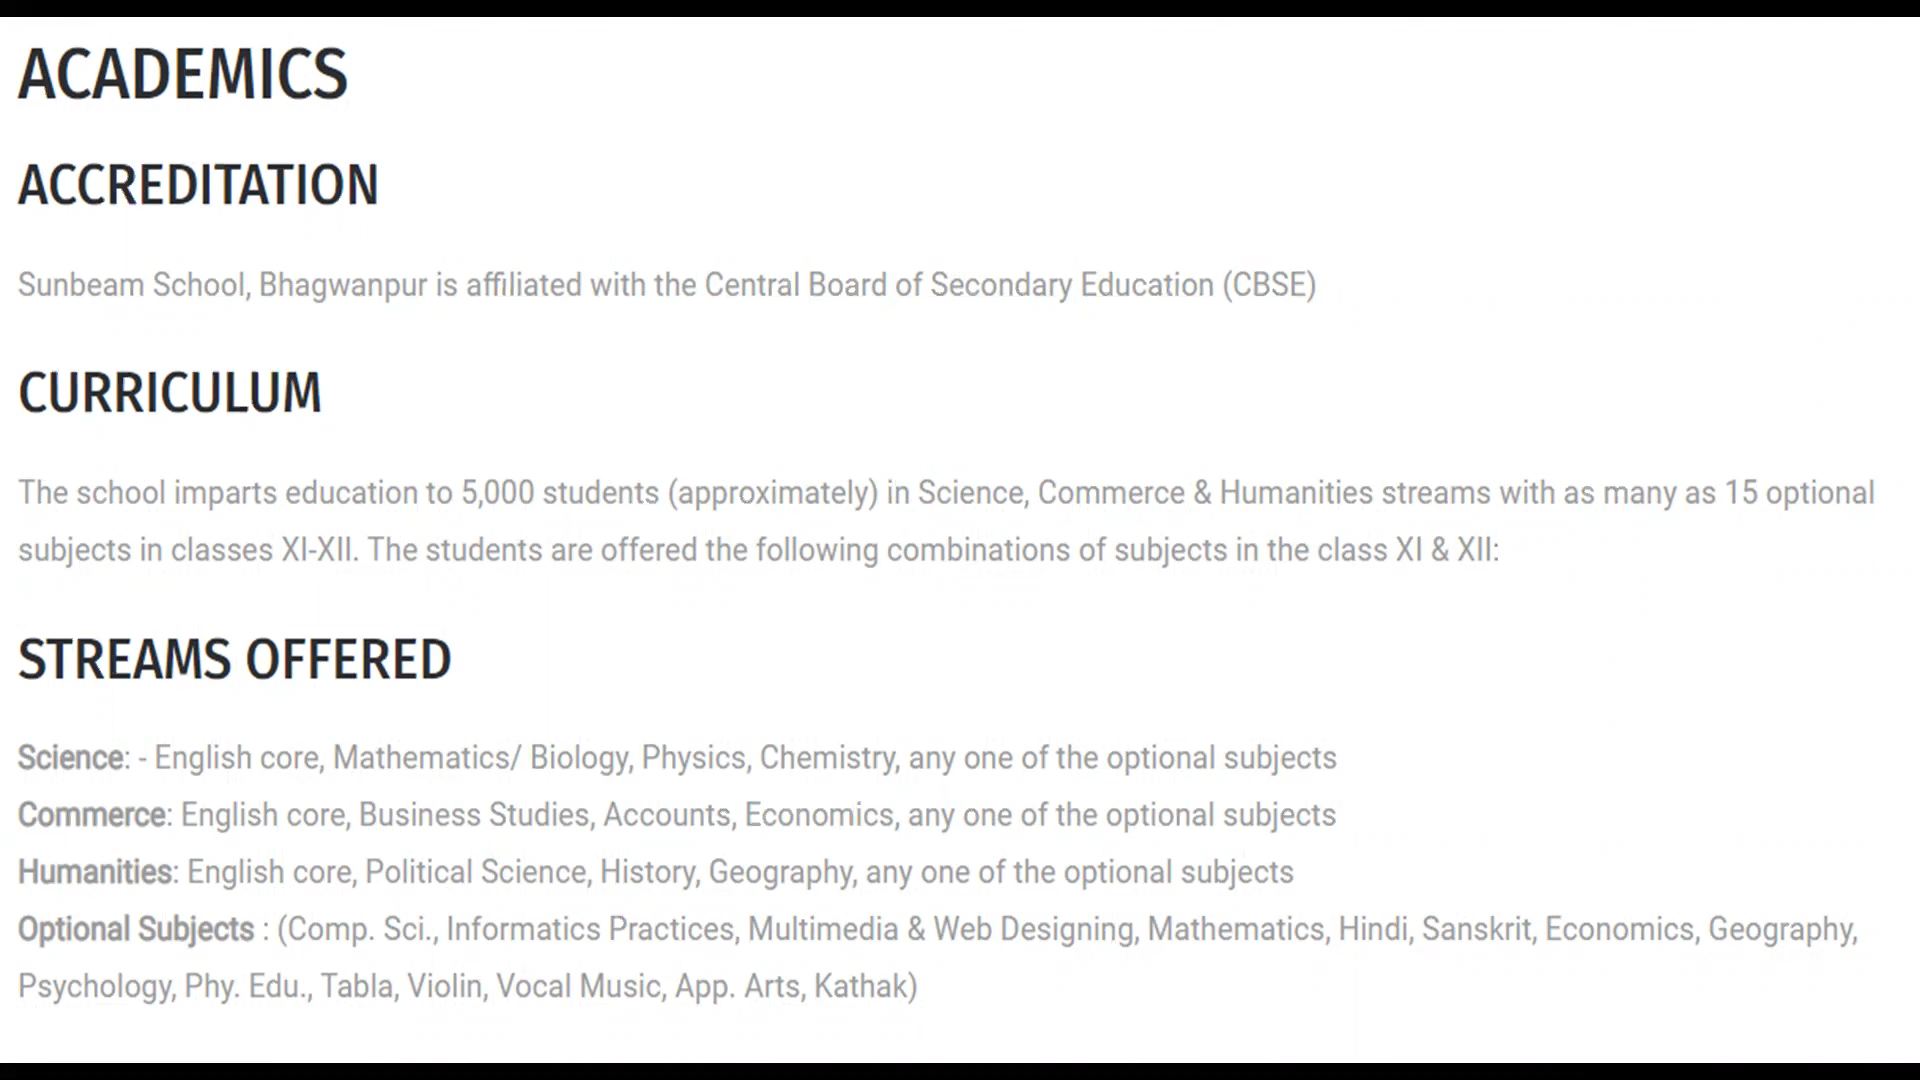 ACADEMICS
ACCREDITATION
Sunbeam School, Bhagwanpur is affiliated with the Central Board of Secondary Education (CBSE)
CURRICULUM
The school imparts education to 5,000 students (approximately) in Science, Commerce & Humanities streams with as many as 15 optional
subjects in classes XI-XII. The students are offered the following combinations of subjects in the class XI & XII:
STREAMS OFFERED
Science: - English core, Mathematics/ Biology, Physics, Chemistry, any one of the optional subjects
Commerce: English core, Business Studies, Accounts, Economics, any one of the optional subjects
Humanities: English core, Political Science, History, Geography, any one of the optional subjects
Optional Subjects : (Comp. Sci., Informatics Practices, Multimedia & Web Designing, Mathematics, Hindi, Sanskrit, Economics, Geography,
Psychology, Phy. Edu., Tabla, Violin, Vocal Music, App. Arts, Kathak)